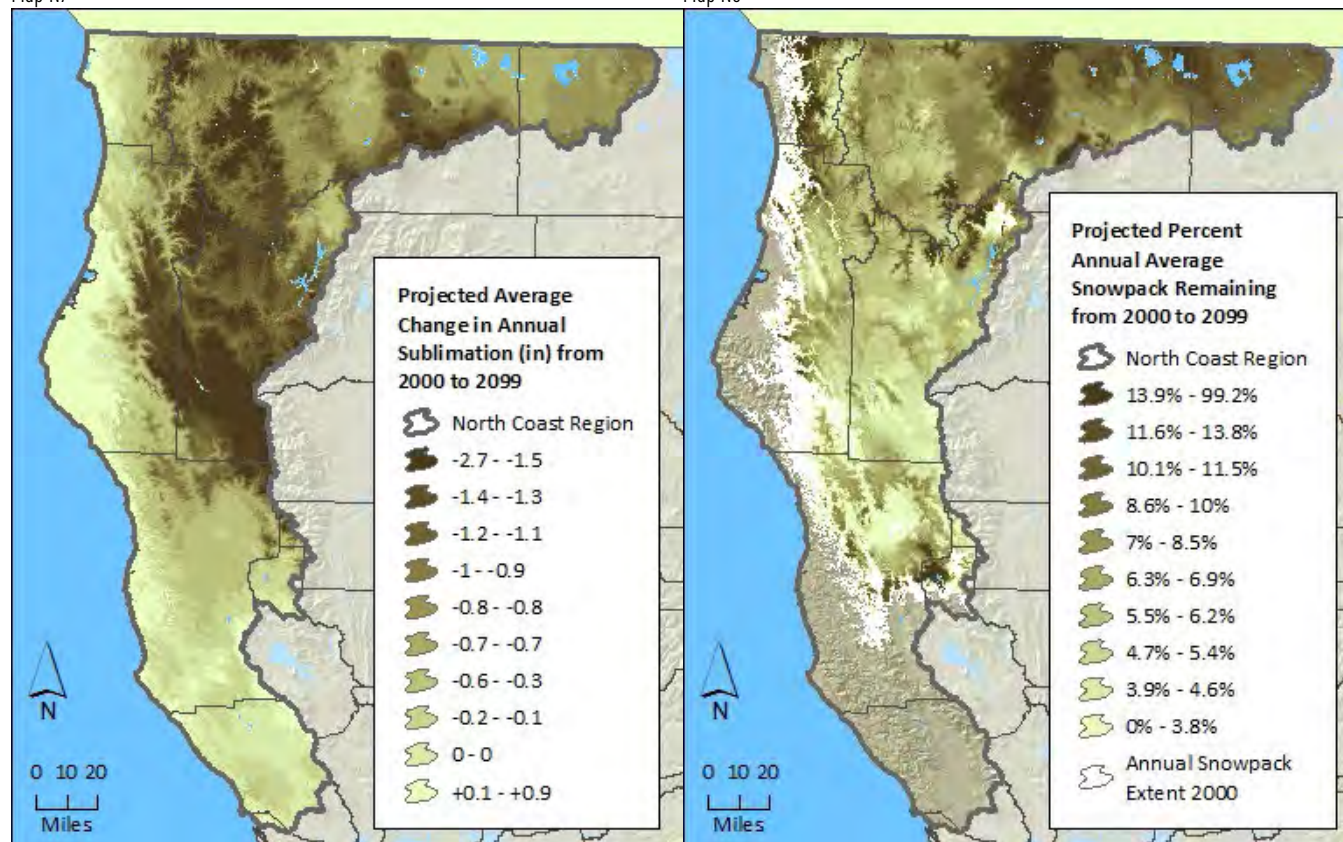 Projected Average
Change in Annual
Sublimation (in) from
2000 to 2099
North Coast Region
-2.7 - -1.5
-1.4 - -1.3
-1.2 - -1.1
-1 - -0.9
-0.8 - -0.8
-0.7 - -0.7
-0.6 - -0.3
-0.2 - -0.1
0 - 0
+0.1 - +0.9
N
0 10 20
Miles
Projected Percent
Annual Average
Snowpack Remaining
from 2000 to 2099
North Coast Region
13.9% - 99.2%
11.6% - 13.8%
10.1% - 11.5%
8.6% - 10%
7% - 8.5%
6.3% - 6.9%
5.5% - 6.2%
4.7% - 5.4%
3.9% - 4.6%
0% - 3.8%
Annual Snowpack
Extent 2000
N
0 10 20
Miles